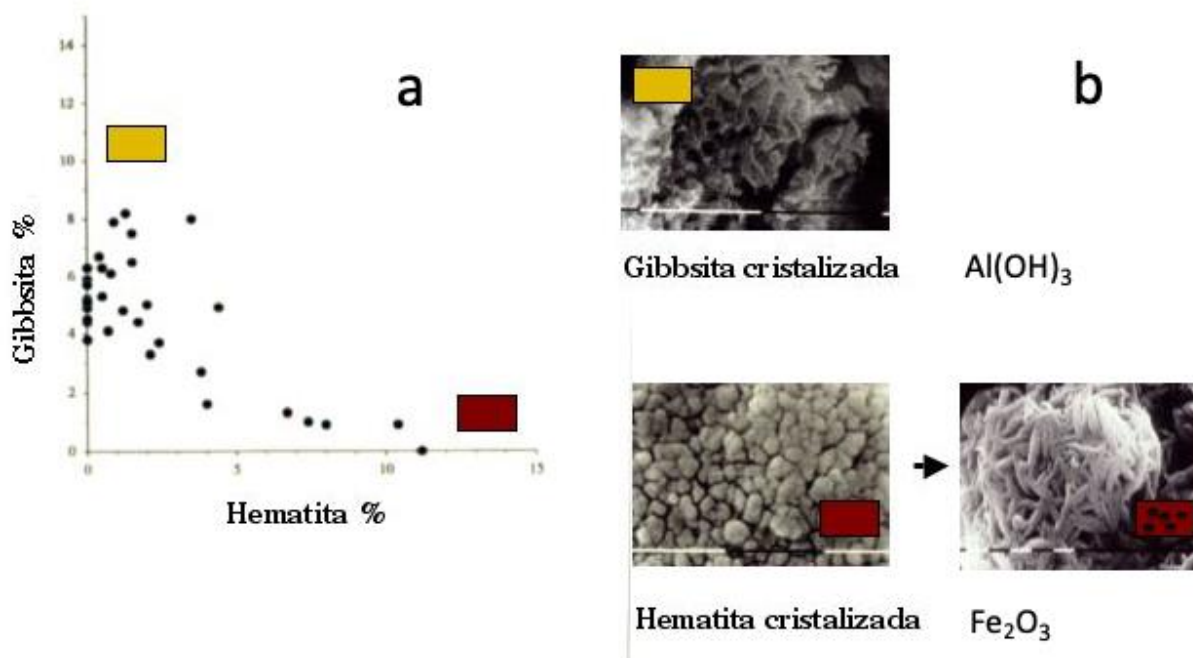 a
14
12
10
8
6
4
2
0
Gibbsita %
0 5 10 15
Hematita %
b
Gibbsita cristalizada Al(OH)₃
Hematita cristalizada Fe₂O₃